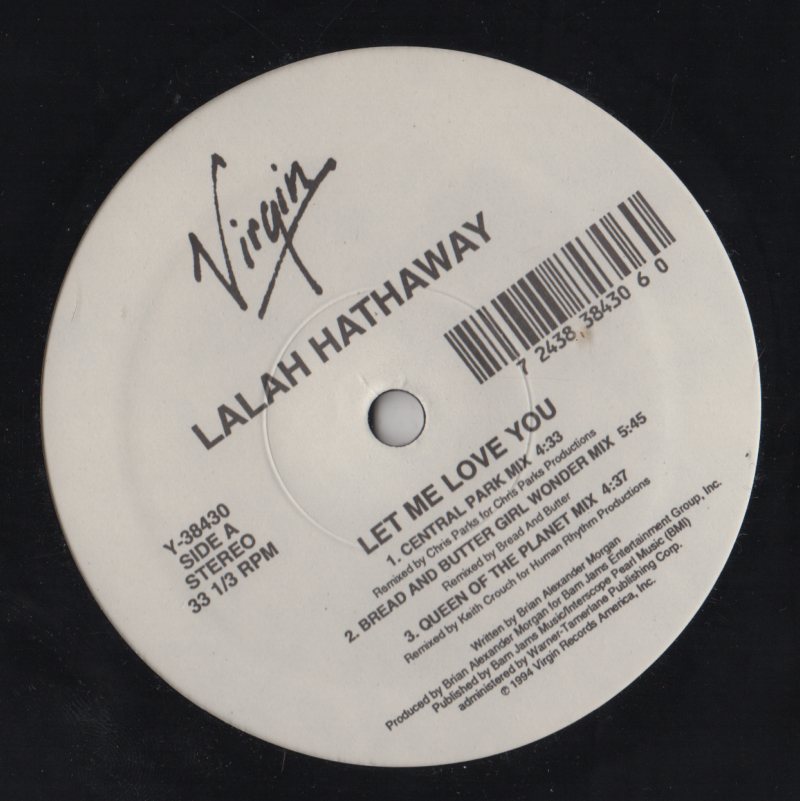 Virgin
LALAH HATHAWAY
7 2438 38430 6 0
Y-38430
SIDE A
STEREO
33 1/3 RPM
LET ME LOVE YOU
1. CENTRAL PARK MIX 4:33
Remixed by Chris Parks for Chris Parks Productions
2. BREAD AND BUTTER GIRL WONDER MIX 5:45
Remixed by Bread And Butter
3. QUEEN OF THE PLANET MIX 4:37
Remixed by Keith Crouch for Human Rhythm Productions
Written by Brian Alexander Morgan
Produced by Brian Alexander Morgan for Bam Jams Entertainment Group, Inc.
Published by Bam Jams Music/Interscope Pearl Music (BMI)
administered by Warner-Tamerlane Publishing Corp.
℗ 1994 Virgin Records America, Inc.